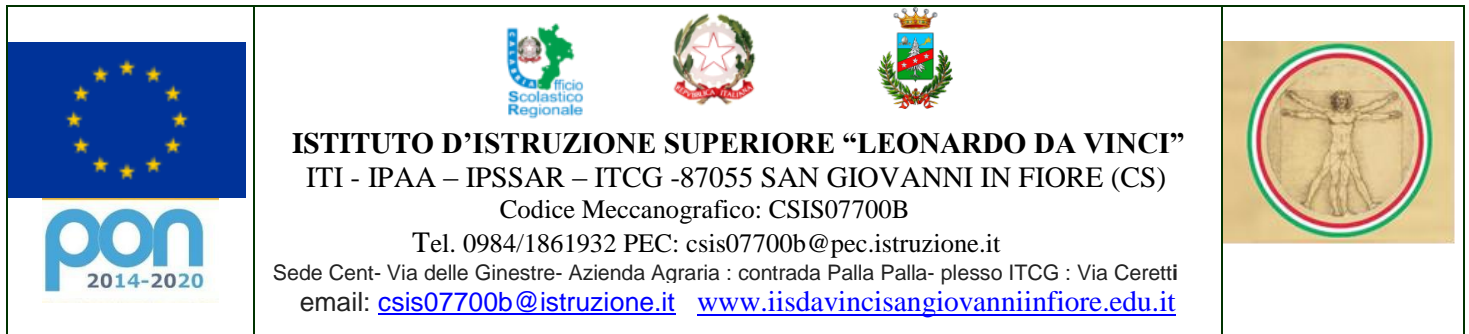 pon
2014-2020
CALABRIA
Ufficio
Scolastico
Regionale
REPVBBLICA ITALIANA
ISTITUTO D'ISTRUZIONE SUPERIORE “LEONARDO DA VINCI”
ITI - IPAA – IPSSAR – ITCG -87055 SAN GIOVANNI IN FIORE (CS)
Codice Meccanografico: CSIS07700B
Tel. 0984/1861932 PEC: csis07700b@pec.istruzione.it
Sede Cent- Via delle Ginestre- Azienda Agraria : contrada Palla Palla- plesso ITCG : Via Ceretti
email: csis07700b@istruzione.it www.iisdavincisangiovanniinfiore.edu.it